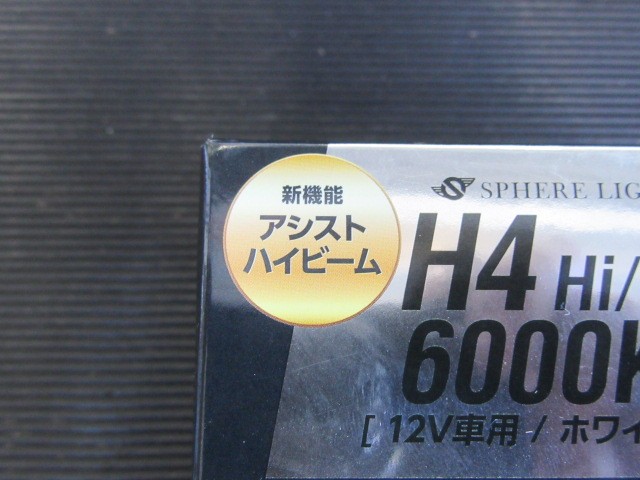 新機能
アシスト
ハイビーム
SPHERE LIG
H4 Hi/
6000K
[ 12V車用 / ホワイ